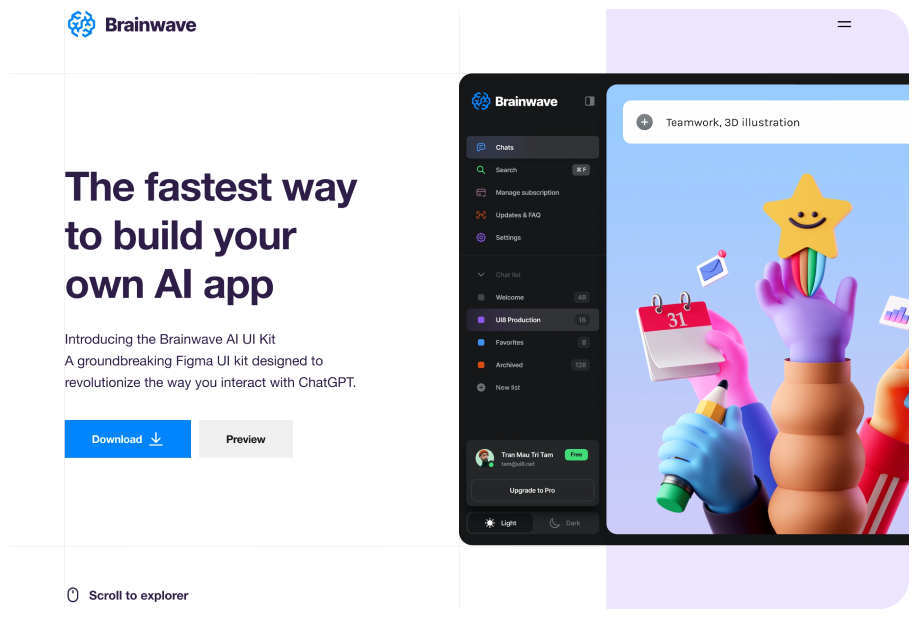 Brainwave
The fastest way
to build your
own AI app
Introducing the Brainwave AI UI Kit
A groundbreaking Figma UI kit designed to
revolutionize the way you interact with ChatGPT.
Download
Preview
Scroll to explorer
Brainwave
Chats
Search
⌘ F
Manage subscription
Updates & FAQ
Settings
Chat list
Welcome
48
UI8 Production
16
Favorites
8
Archived
128
New list
Tran Mau Tri Tam
Free
tam@ui8.net
Upgrade to Pro
Light
Dark
Teamwork, 3D illustration
31